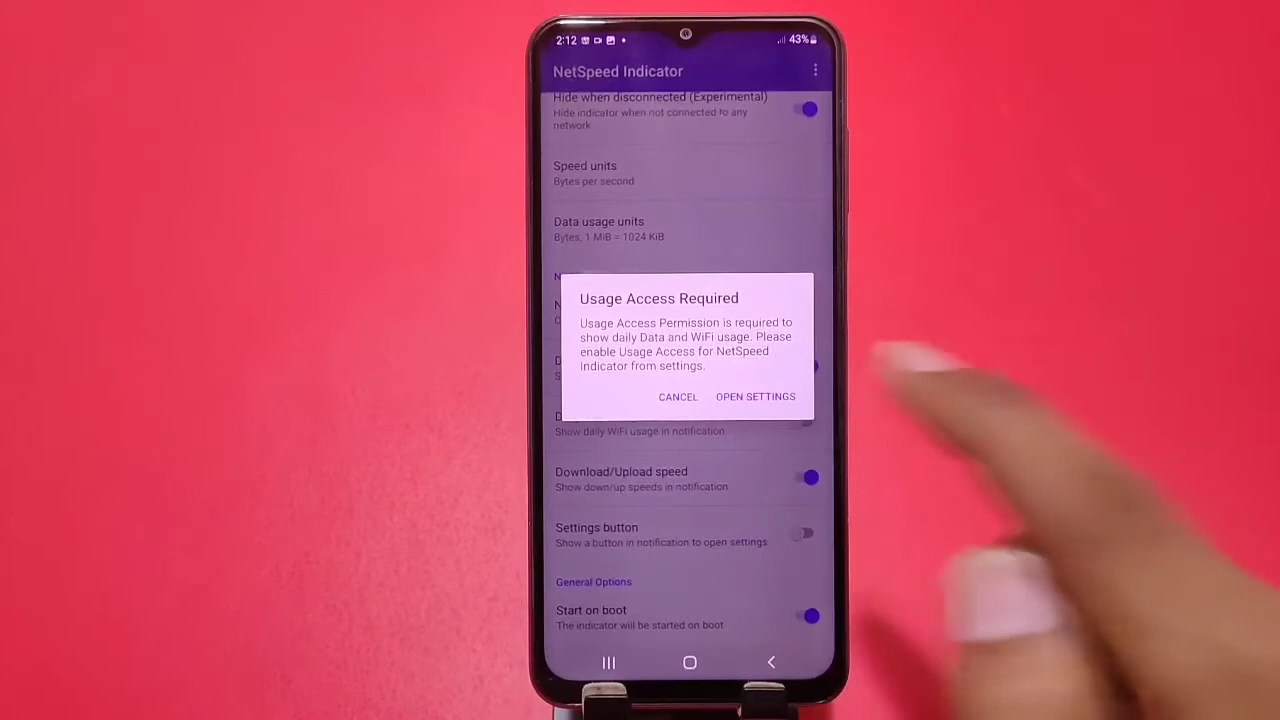 2:12
43%
NetSpeed Indicator
Hide when disconnected (Experimental)
Hide indicator when not connected to any
network
Speed units
Bytes per second
Data usage units
Bytes, 1 MiB = 1024 KiB
Usage Access Required
Usage Access Permission is required to
show daily Data and WiFi usage. Please
enable Usage Access for NetSpeed
Indicator from settings.
CANCEL
OPEN SETTINGS
Show daily WiFi usage in notification
Download/Upload speed
Show down/up speeds in notification
Settings button
Show a button in notification to open settings
General Options
Start on boot
The indicator will be started on boot